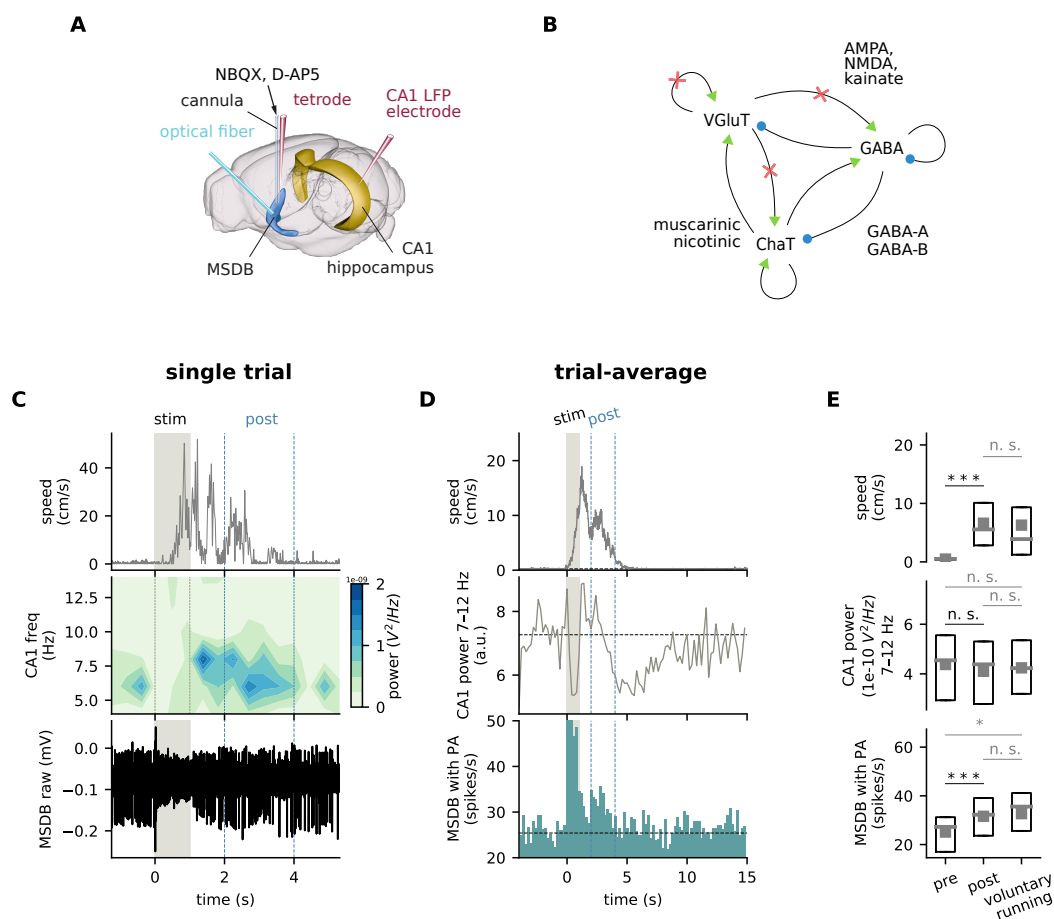 A
NBQX, D-AP5
cannula
tetrode
optical fiber
CA1 LFP
electrode
MSDB
CA1
hippocampus
B
AMPA,
NMDA,
kainate
VGluT
GABA
muscarinic
nicotinic
ChaT
GABA-A
GABA-B
single trial
trial-average
C
stim
post
speed
(cm/s)
40
20
0
CA1 freq
(Hz)
12.5
10.0
7.5
5.0
1e-09
2
1
0
power (V²/Hz)
MSDB raw (mV)
0.0
−0.1
−0.2
0
2
4
time (s)
D
stim
post
speed
(cm/s)
20
10
0
CA1 power 7–12 Hz
(a.u.)
8
6
MSDB with PA
(spikes/s)
50
40
30
20
0
5
10
15
time (s)
E
speed
(cm/s)
20
10
0
n. s.
* * *
CA1 power
(1e-10 V²/Hz)
7–12 Hz
6
4
n. s.
n. s.
n. s.
MSDB with PA
(spikes/s)
60
40
20
*
n. s.
* * *
pre
post
voluntary
running